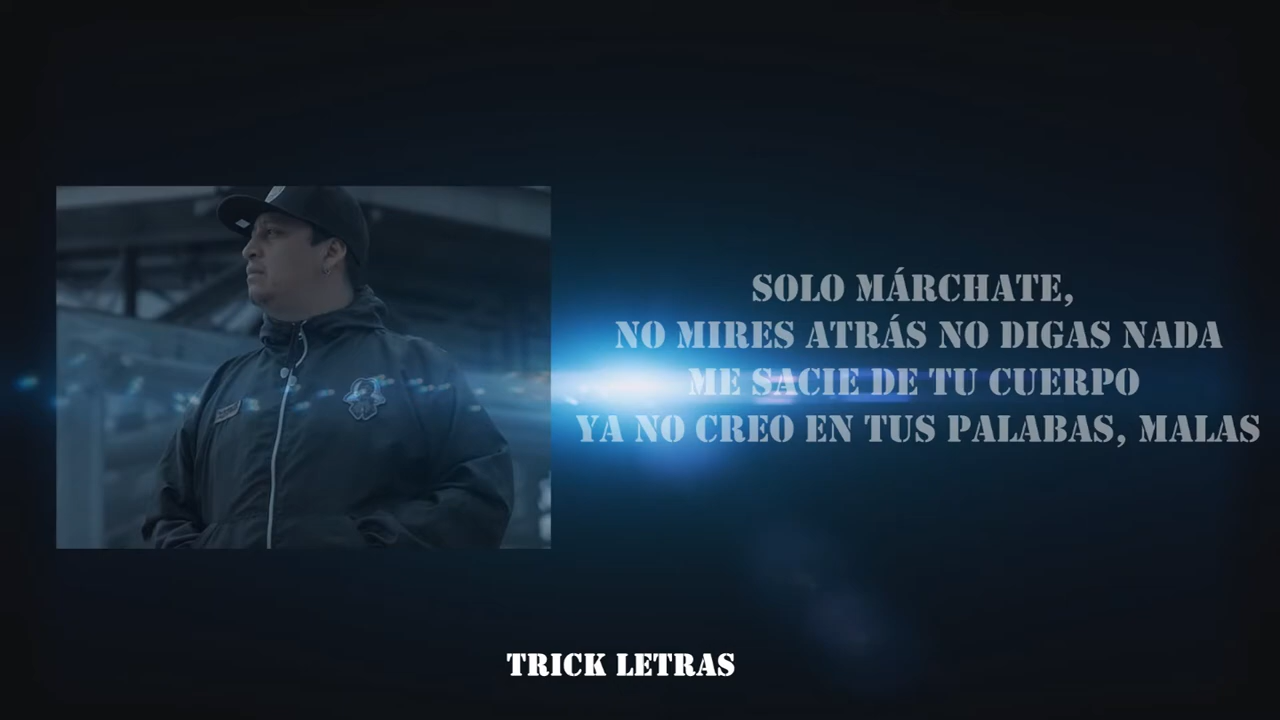 SOLO MÁRCHATE,
NO MIRES ATRÁS NO DIGAS NADA
ME SACIE DE TU CUERPO
YA NO CREO EN TUS PALABAS, MALAS
TRICK LETRAS